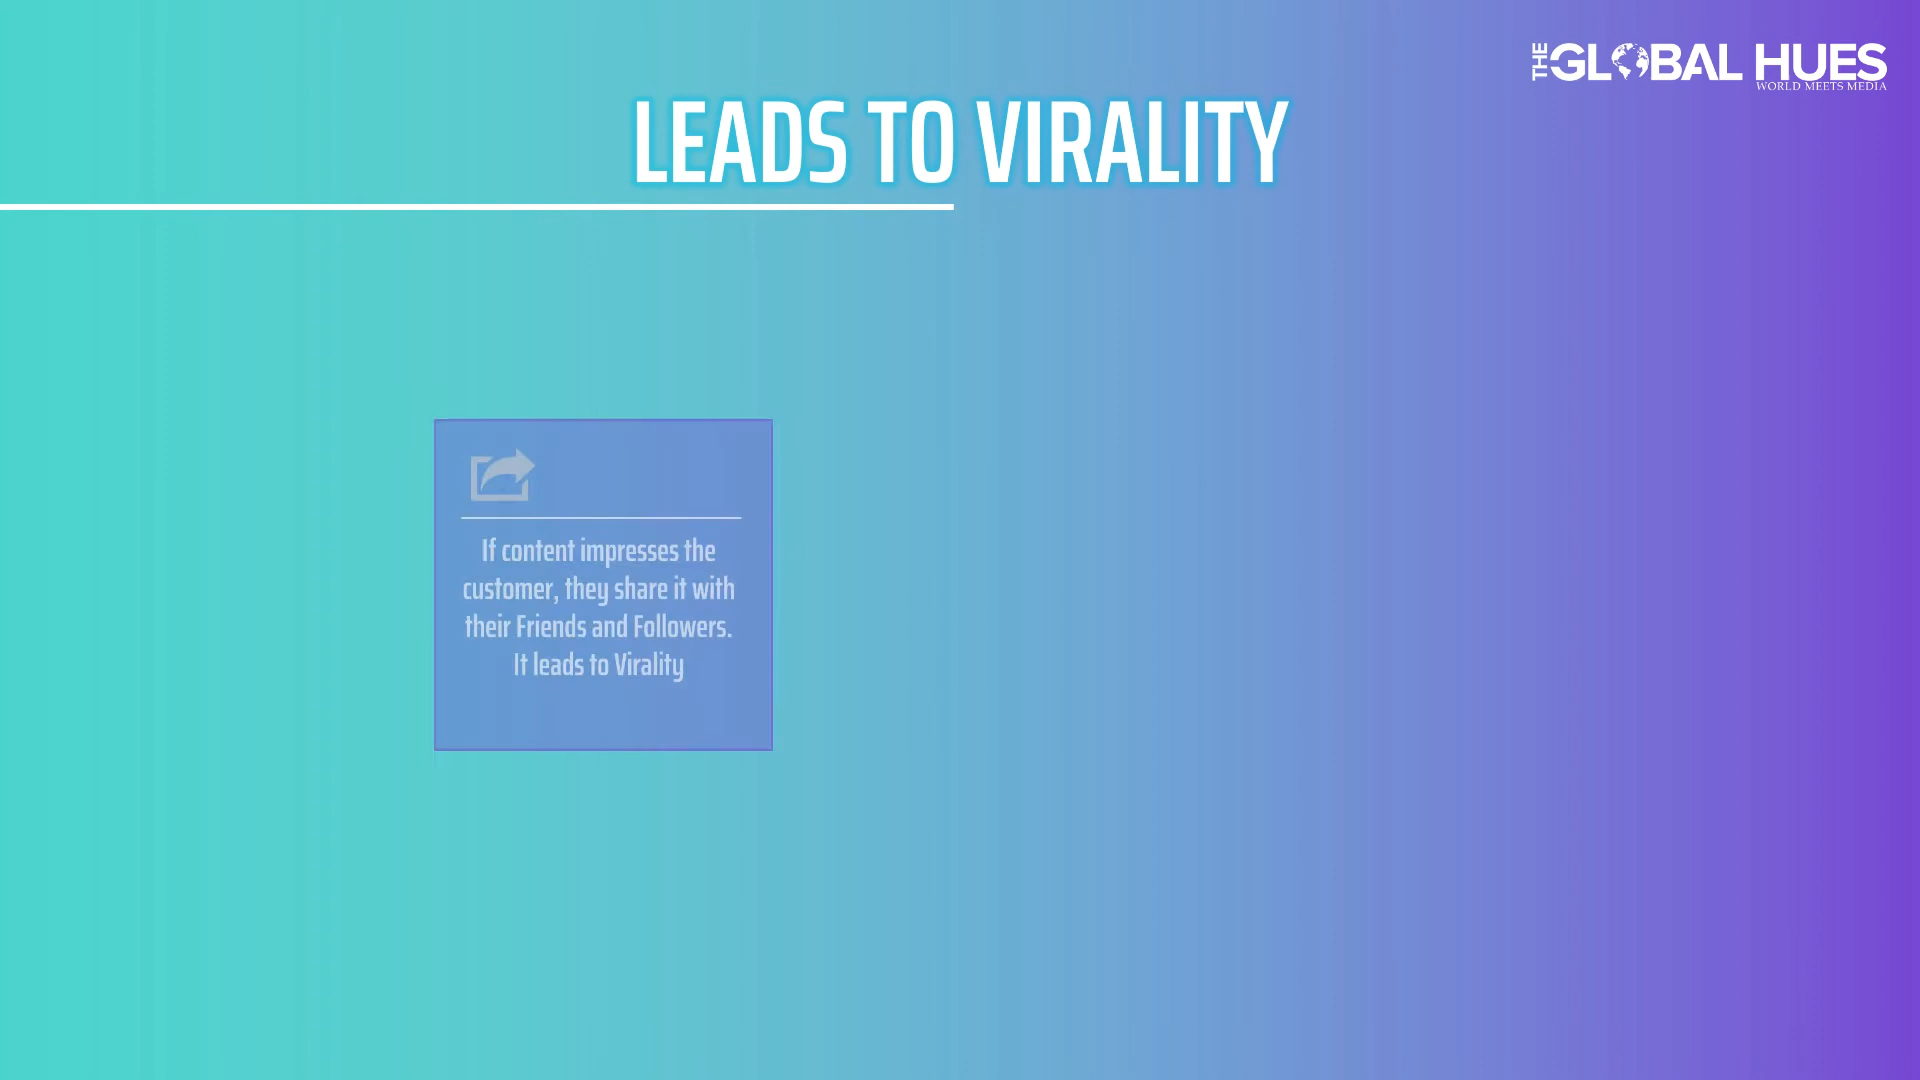 THE GLOBAL HUES
WORLD MEETS MEDIA
LEADS TO VIRALITY
If content impresses the
customer, they share it with
their Friends and Followers.
It leads to Virality